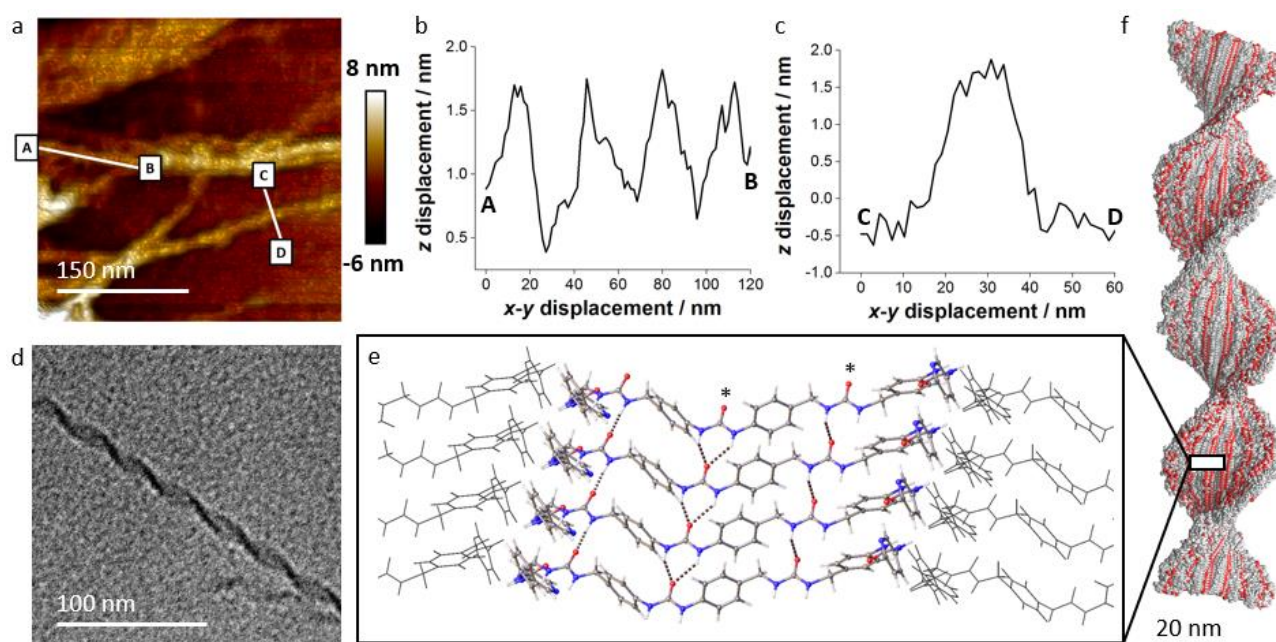 a
8 nm
-6 nm
A
B
C
D
150 nm
b
2.0
1.5
1.0
0.5
z displacement / nm
A
B
0 20 40 60 80 100 120
x-y displacement / nm
c
2.0
1.5
1.0
0.5
0.0
-0.5
-1.0
z displacement / nm
C
D
0 10 20 30 40 50 60
x-y displacement / nm
f
d
100 nm
e
*
*
20 nm